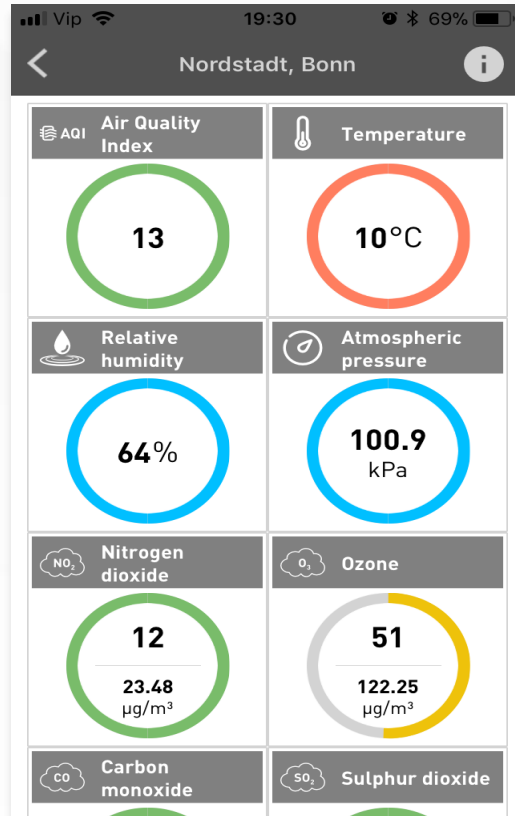 Vip 19:30 69%
Nordstadt, Bonn i
AQI Air Quality
Index
Temperature
13
10°C
Relative
humidity
Atmospheric
pressure
64%
100.9
kPa
NO₂ Nitrogen
dioxide
O₃ Ozone
12
23.48
µg/m³
51
122.25
µg/m³
CO Carbon
monoxide
SO₂ Sulphur dioxide